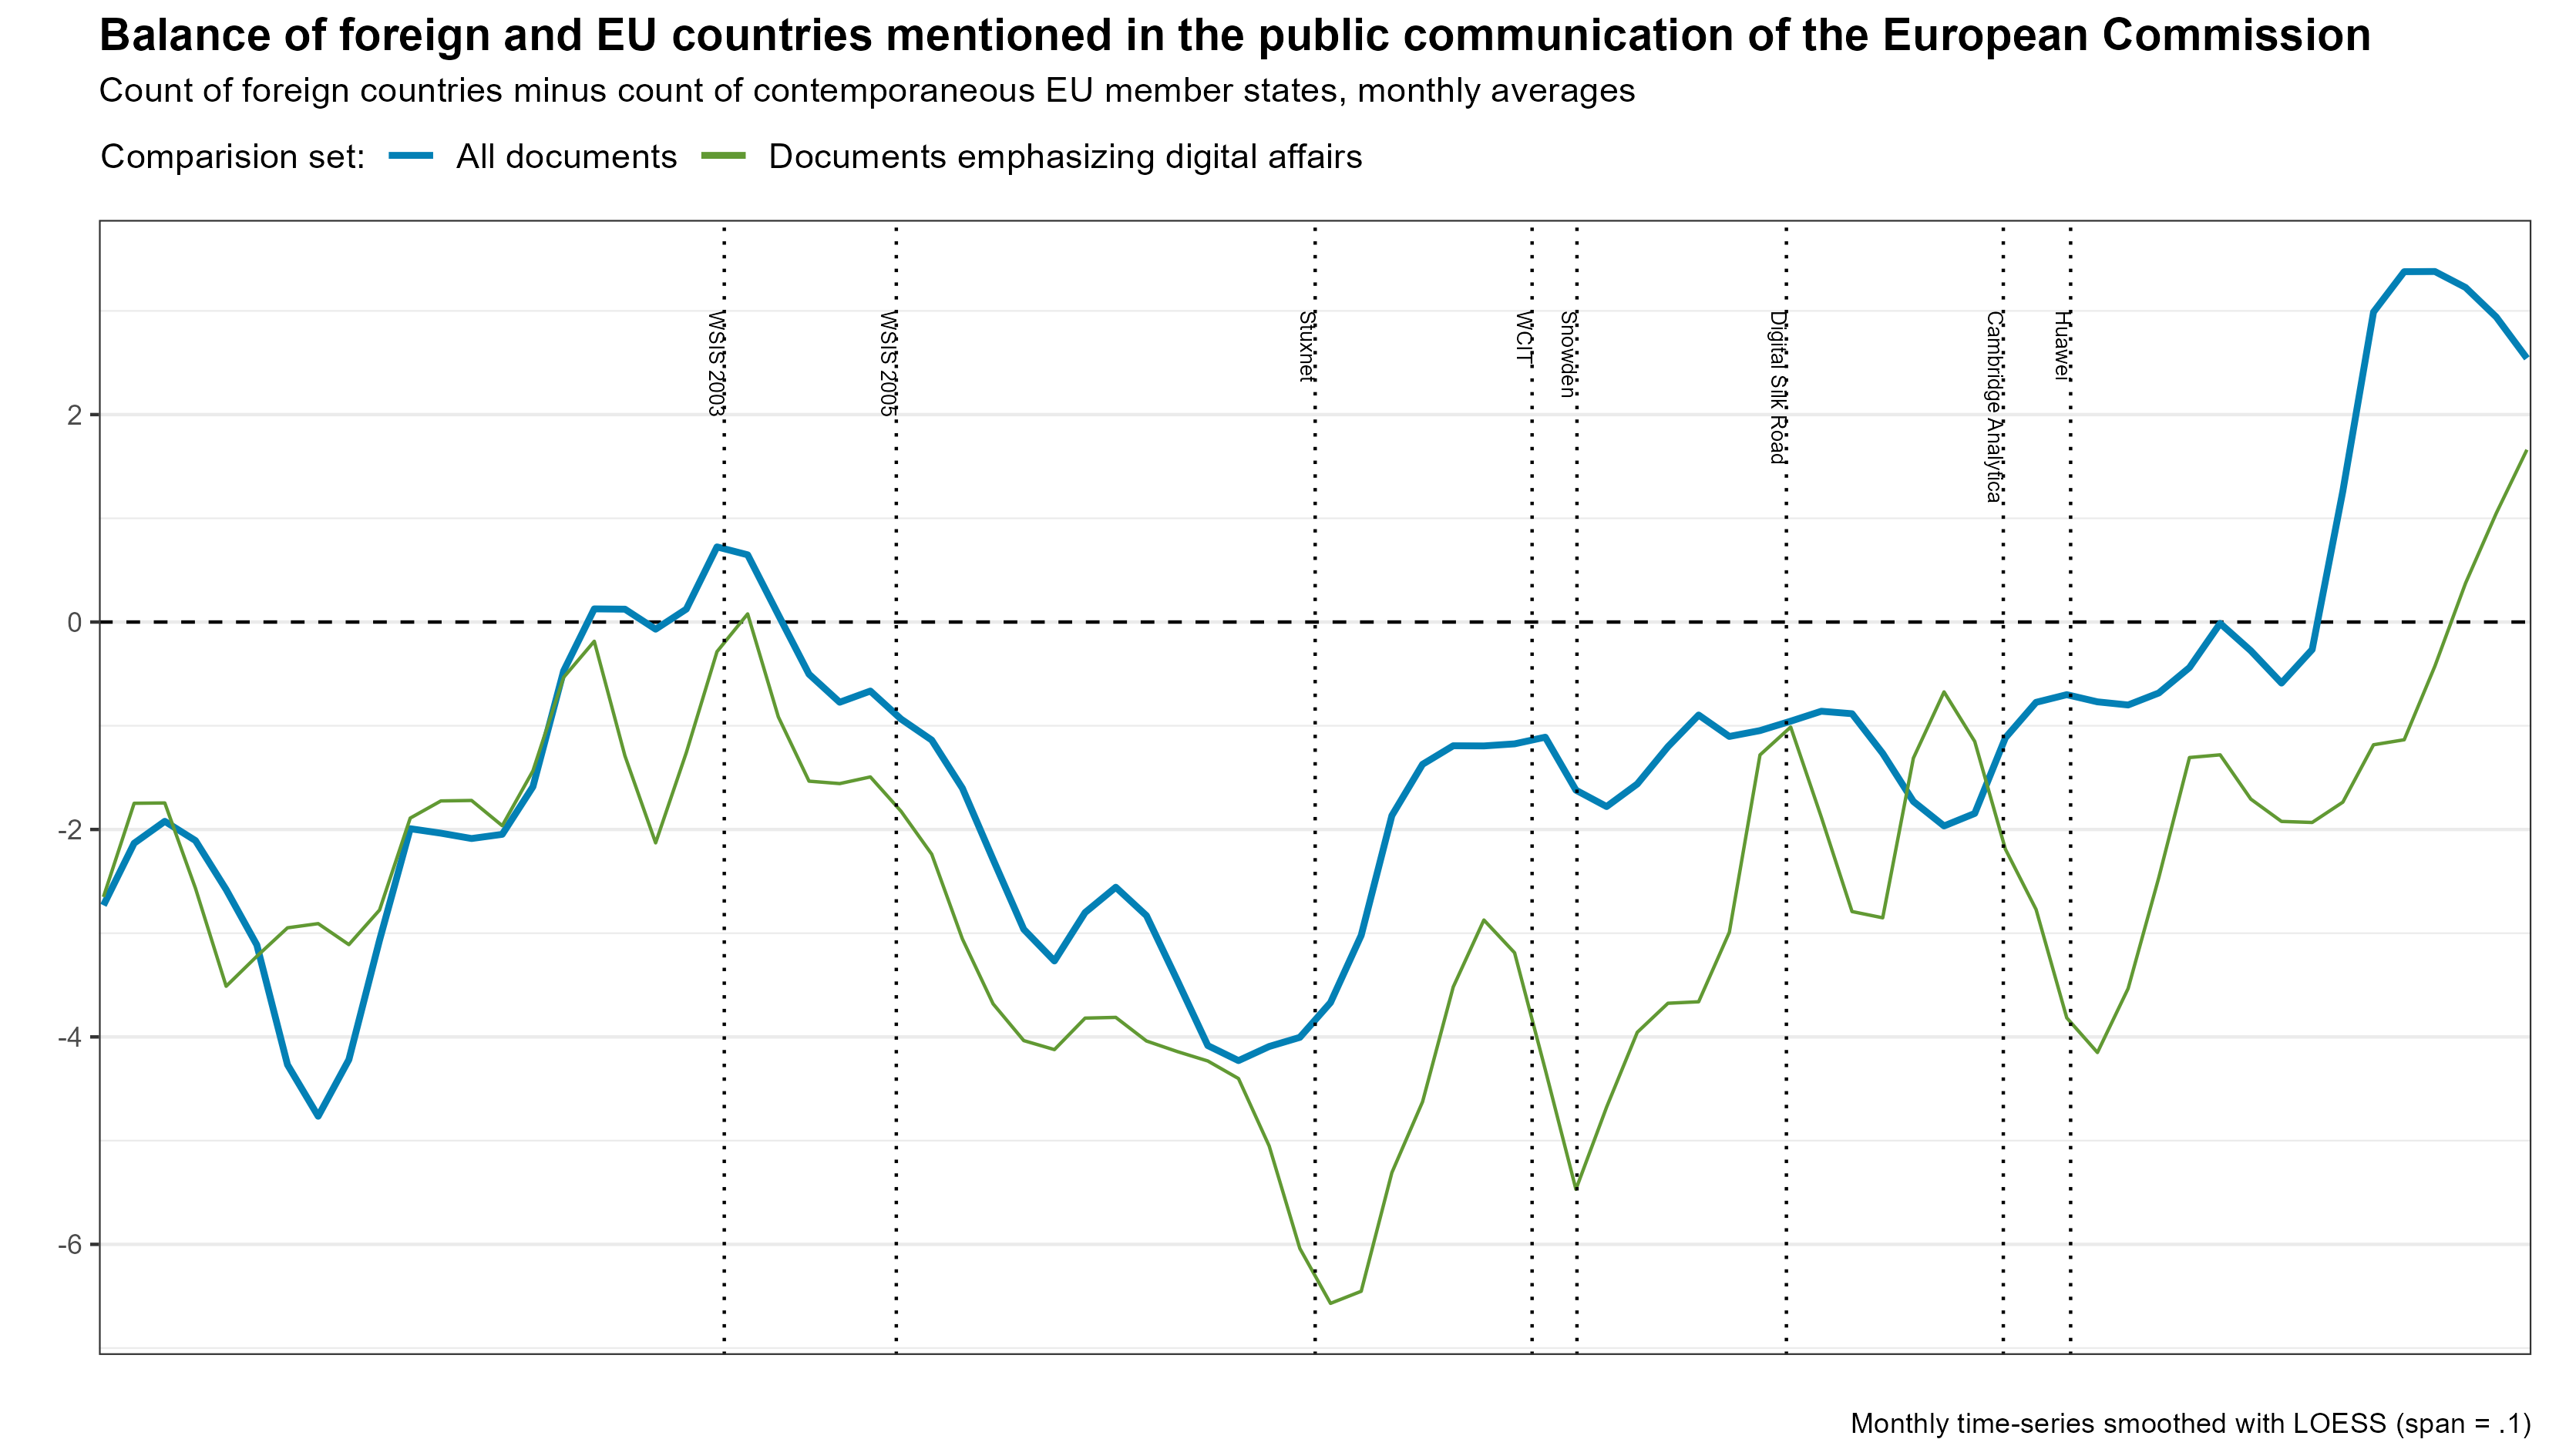 Balance of foreign and EU countries mentioned in the public communication of the European Commission
Count of foreign countries minus count of contemporaneous EU member states, monthly averages
Comparision set: All documents Documents emphasizing digital affairs
WSIS 2003
WSIS 2005
Stuxnet
WCIT
Snowden
Digital Silk Road
Cambridge Analytica
Huawei
2
0
-2
-4
-6
Monthly time-series smoothed with LOESS (span = .1)